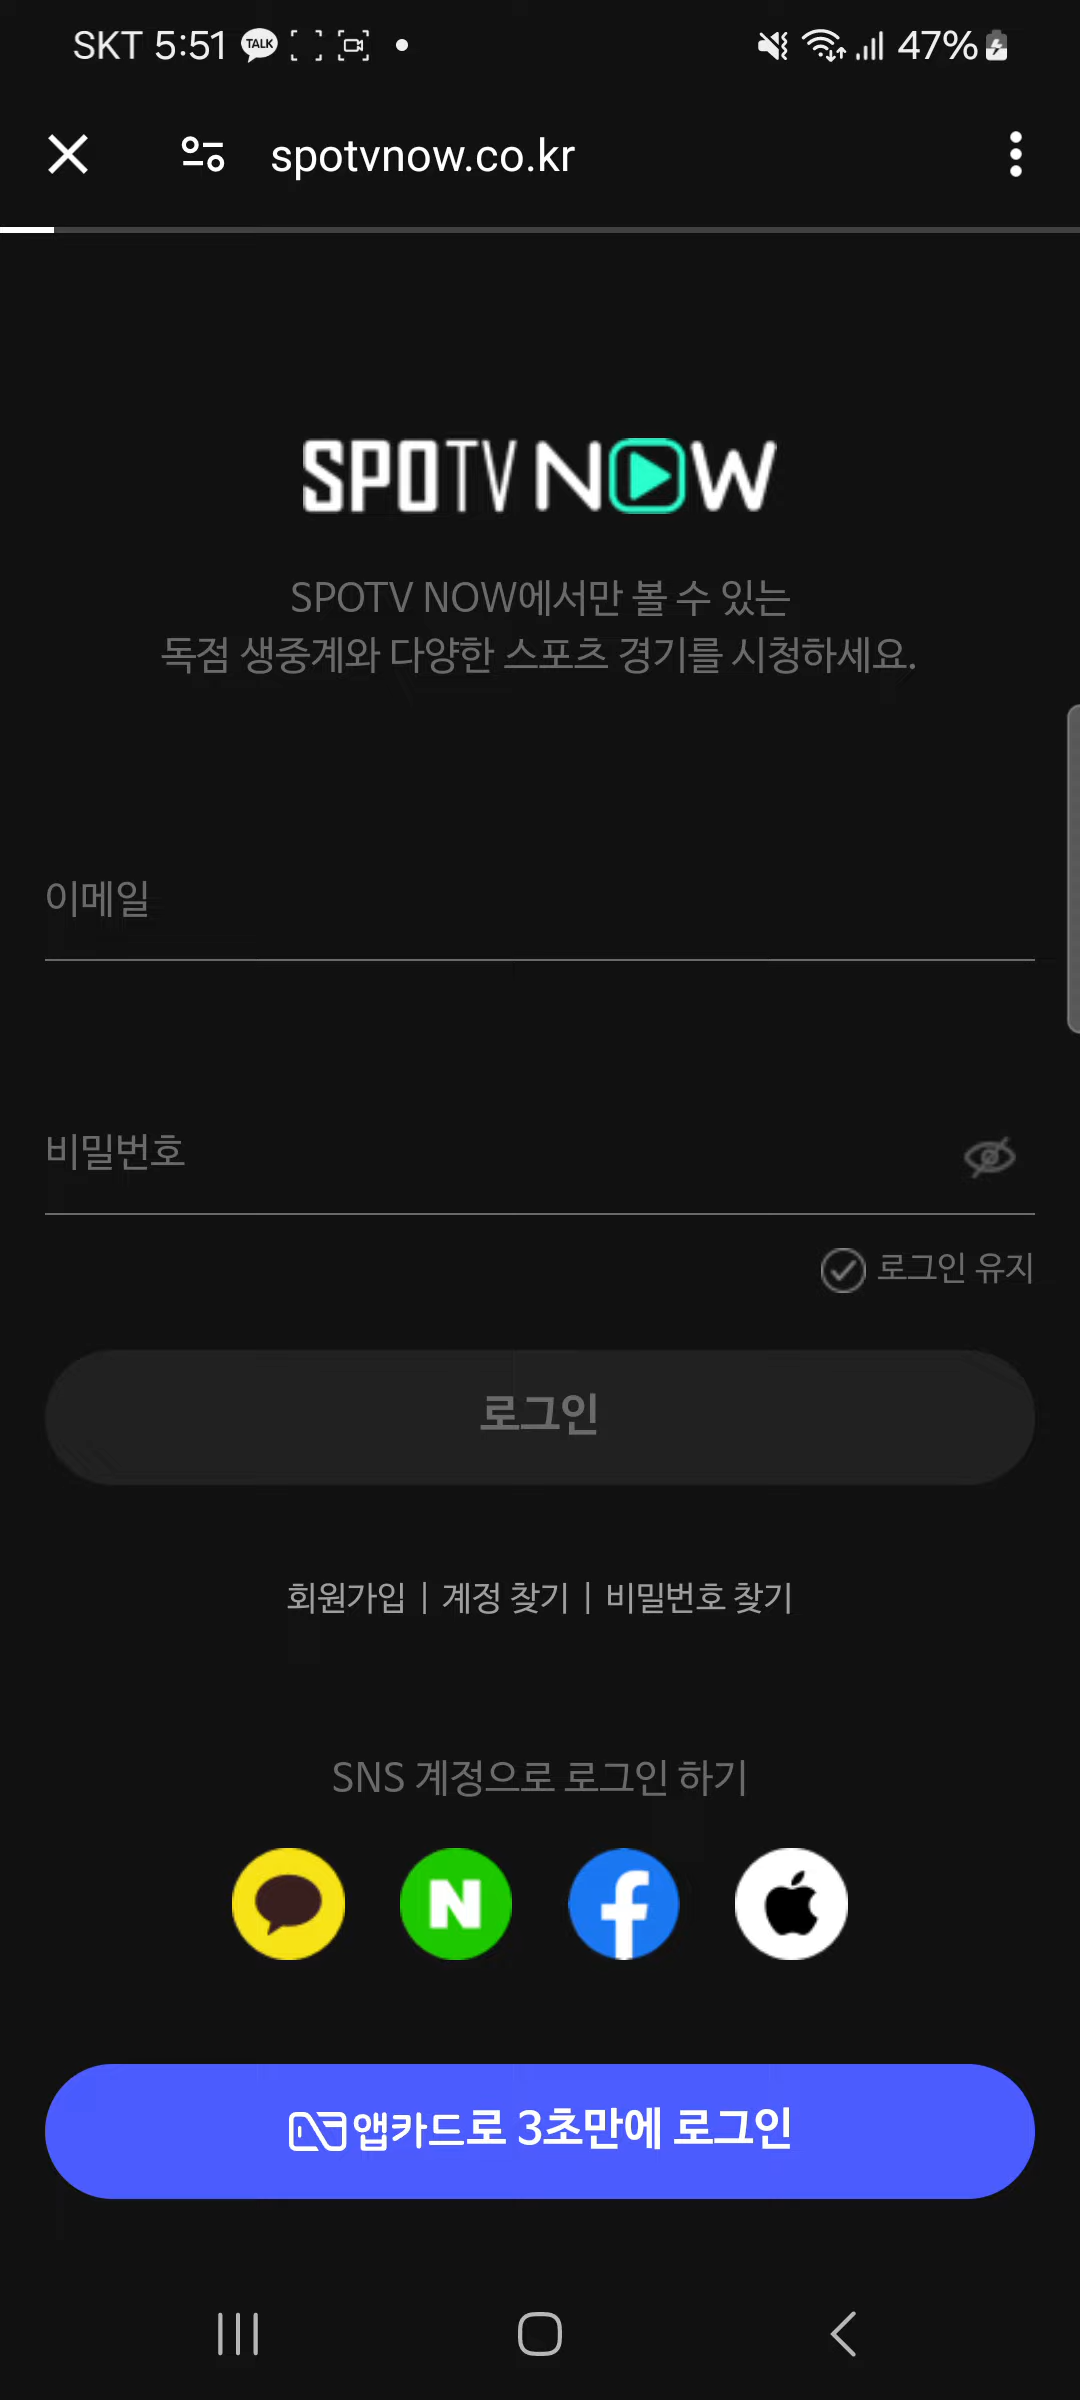 SKT 5:51 TALK 47%
spotvnow.co.kr
SPOTV NOW
SPOTV NOW에서만 볼 수 있는
독점 생중계와 다양한 스포츠 경기를 시청하세요.
이메일
비밀번호
로그인 유지
로그인
회원가입 | 계정 찾기 | 비밀번호 찾기
SNS 계정으로 로그인 하기
N f
앱카드로 3초만에 로그인